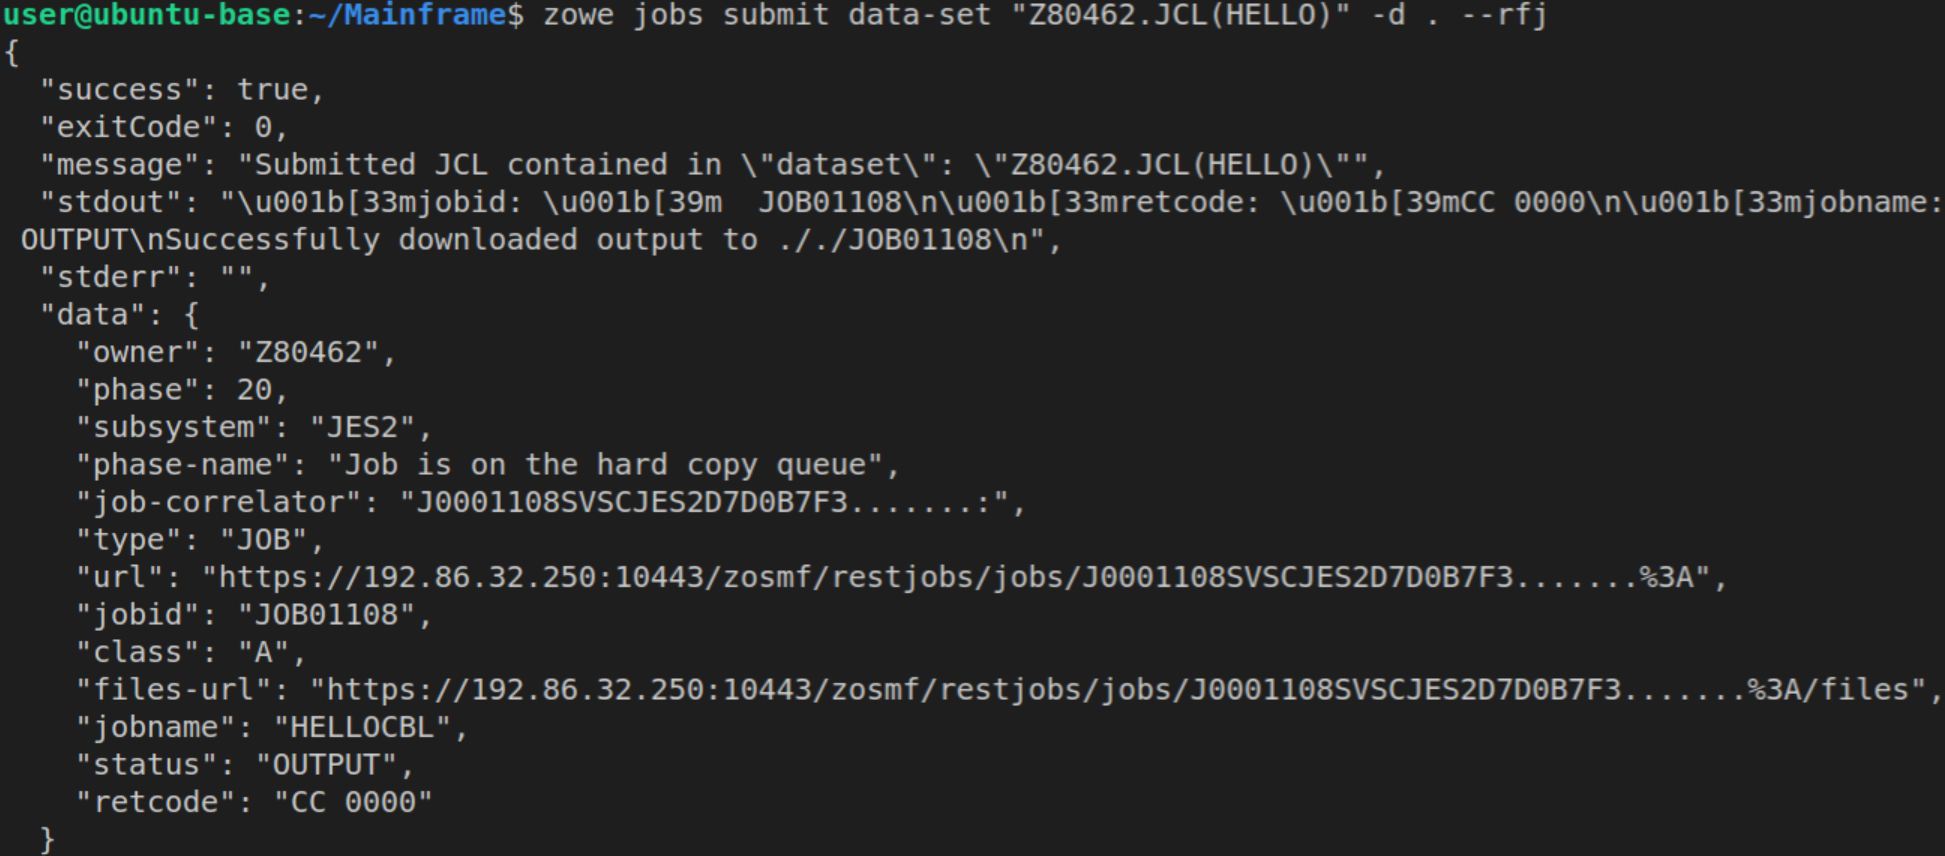 user@ubuntu-base:~/Mainframe$ zowe jobs submit data-set "Z80462.JCL(HELLO)" -d . --rfj
{
  "success": true,
  "exitCode": 0,
  "message": "Submitted JCL contained in \"dataset\": \"Z80462.JCL(HELLO)\"",
  "stdout": "\u001b[33mjobid: \u001b[39m  JOB01108\n\u001b[33mretcode: \u001b[39mCC 0000\n\u001b[33mjobname:
 OUTPUT\nSuccessfully downloaded output to ././JOB01108\n",
  "stderr": "",
  "data": {
    "owner": "Z80462",
    "phase": 20,
    "subsystem": "JES2",
    "phase-name": "Job is on the hard copy queue",
    "job-correlator": "J0001108SVSCJES2D7D0B7F3.......:",
    "type": "JOB",
    "url": "https://192.86.32.250:10443/zosmf/restjobs/jobs/J0001108SVSCJES2D7D0B7F3.......%3A",
    "jobid": "JOB01108",
    "class": "A",
    "files-url": "https://192.86.32.250:10443/zosmf/restjobs/jobs/J0001108SVSCJES2D7D0B7F3.......%3A/files",
    "jobname": "HELLOCBL",
    "status": "OUTPUT",
    "retcode": "CC 0000"
  }